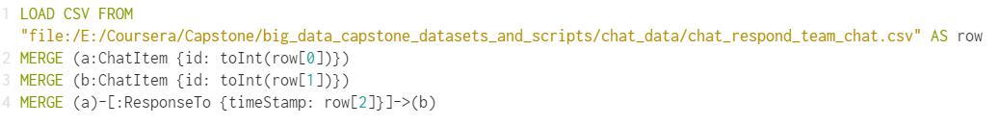 1 LOAD CSV FROM
"file:/E:/Coursera/Capstone/big_data_capstone_datasets_and_scripts/chat_data/chat_respond_team_chat.csv" AS row
2 MERGE (a:ChatItem {id: toInt(row[0])})
3 MERGE (b:ChatItem {id: toInt(row[1])})
4 MERGE (a)-[:ResponseTo {timeStamp: row[2]}]->(b)